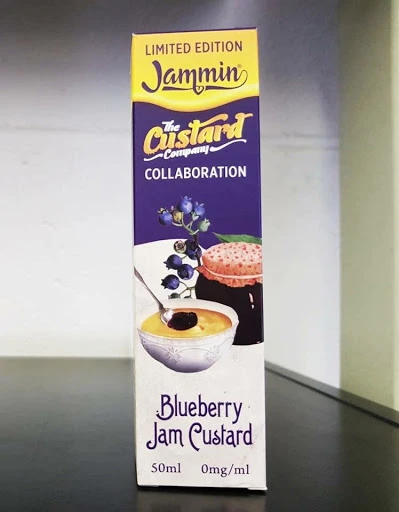 LIMITED EDITION
Jammin
The
Custard
Company
COLLABORATION
Blueberry
Jam Custard
50ml 0mg/ml